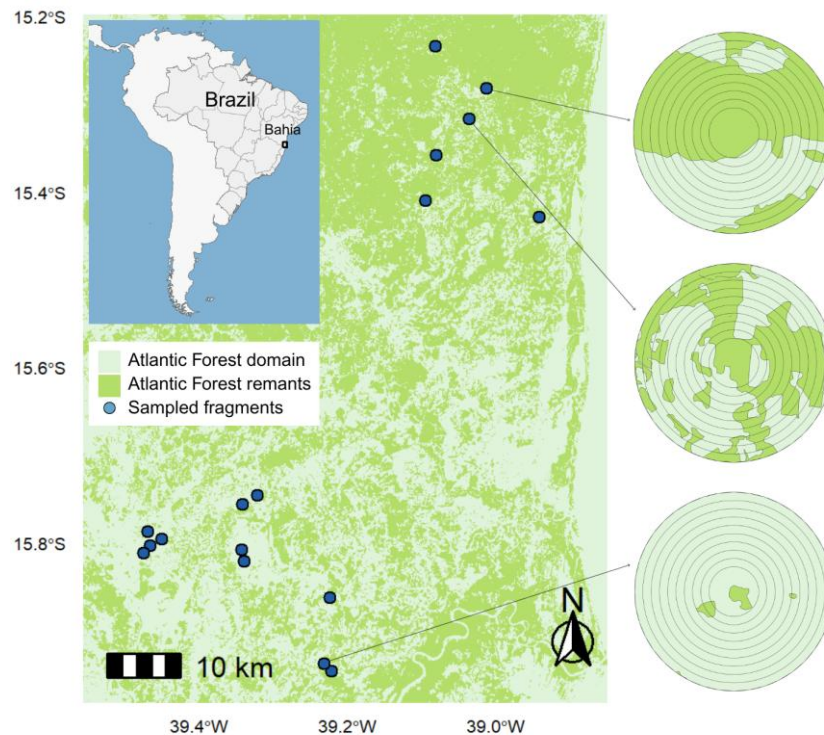 15.2°S
15.4°S
15.6°S
15.8°S
Brazil
Bahia
Atlantic Forest domain
Atlantic Forest remants
Sampled fragments
10 km
N
39.4°W
39.2°W
39.0°W